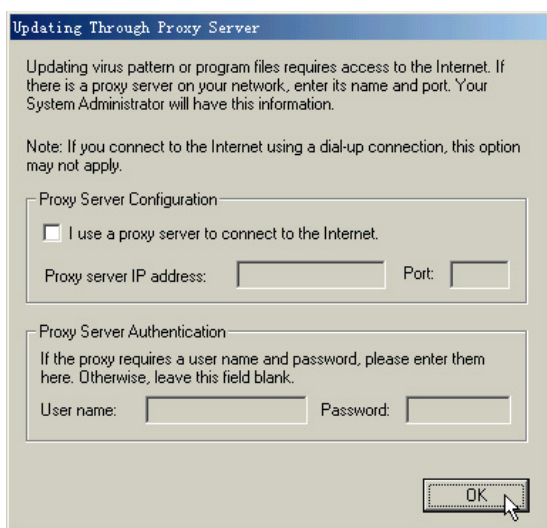 Updating Through Proxy Server
Updating virus pattern or program files requires access to the Internet. If
there is a proxy server on your network, enter its name and port. Your
System Administrator will have this information.
Note: If you connect to the Internet using a dial-up connection, this option
may not apply.
Proxy Server Configuration
I use a proxy server to connect to the Internet.
Proxy server IP address: Port:
Proxy Server Authentication
If the proxy requires a user name and password, please enter them
here. Otherwise, leave this field blank.
User name: Password:
OK